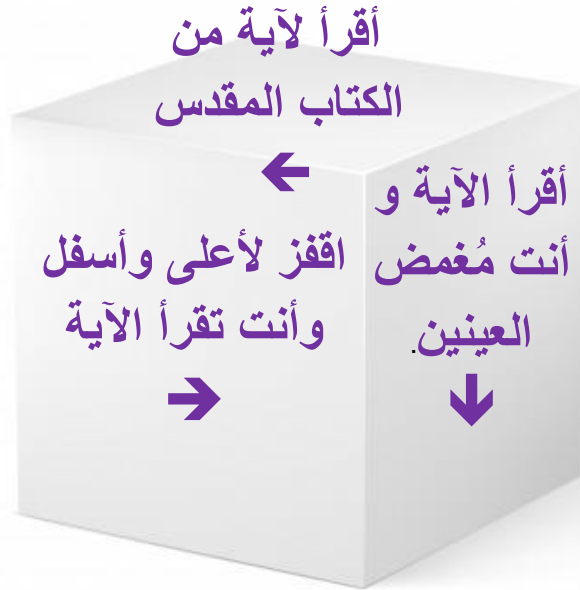 أقرأ لآية من
الكتاب المقدس
أقرأ الآية و
أنت مُغمض
العينين.
اقفز لأعلى وأسفل
وأنت تقرأ الآية